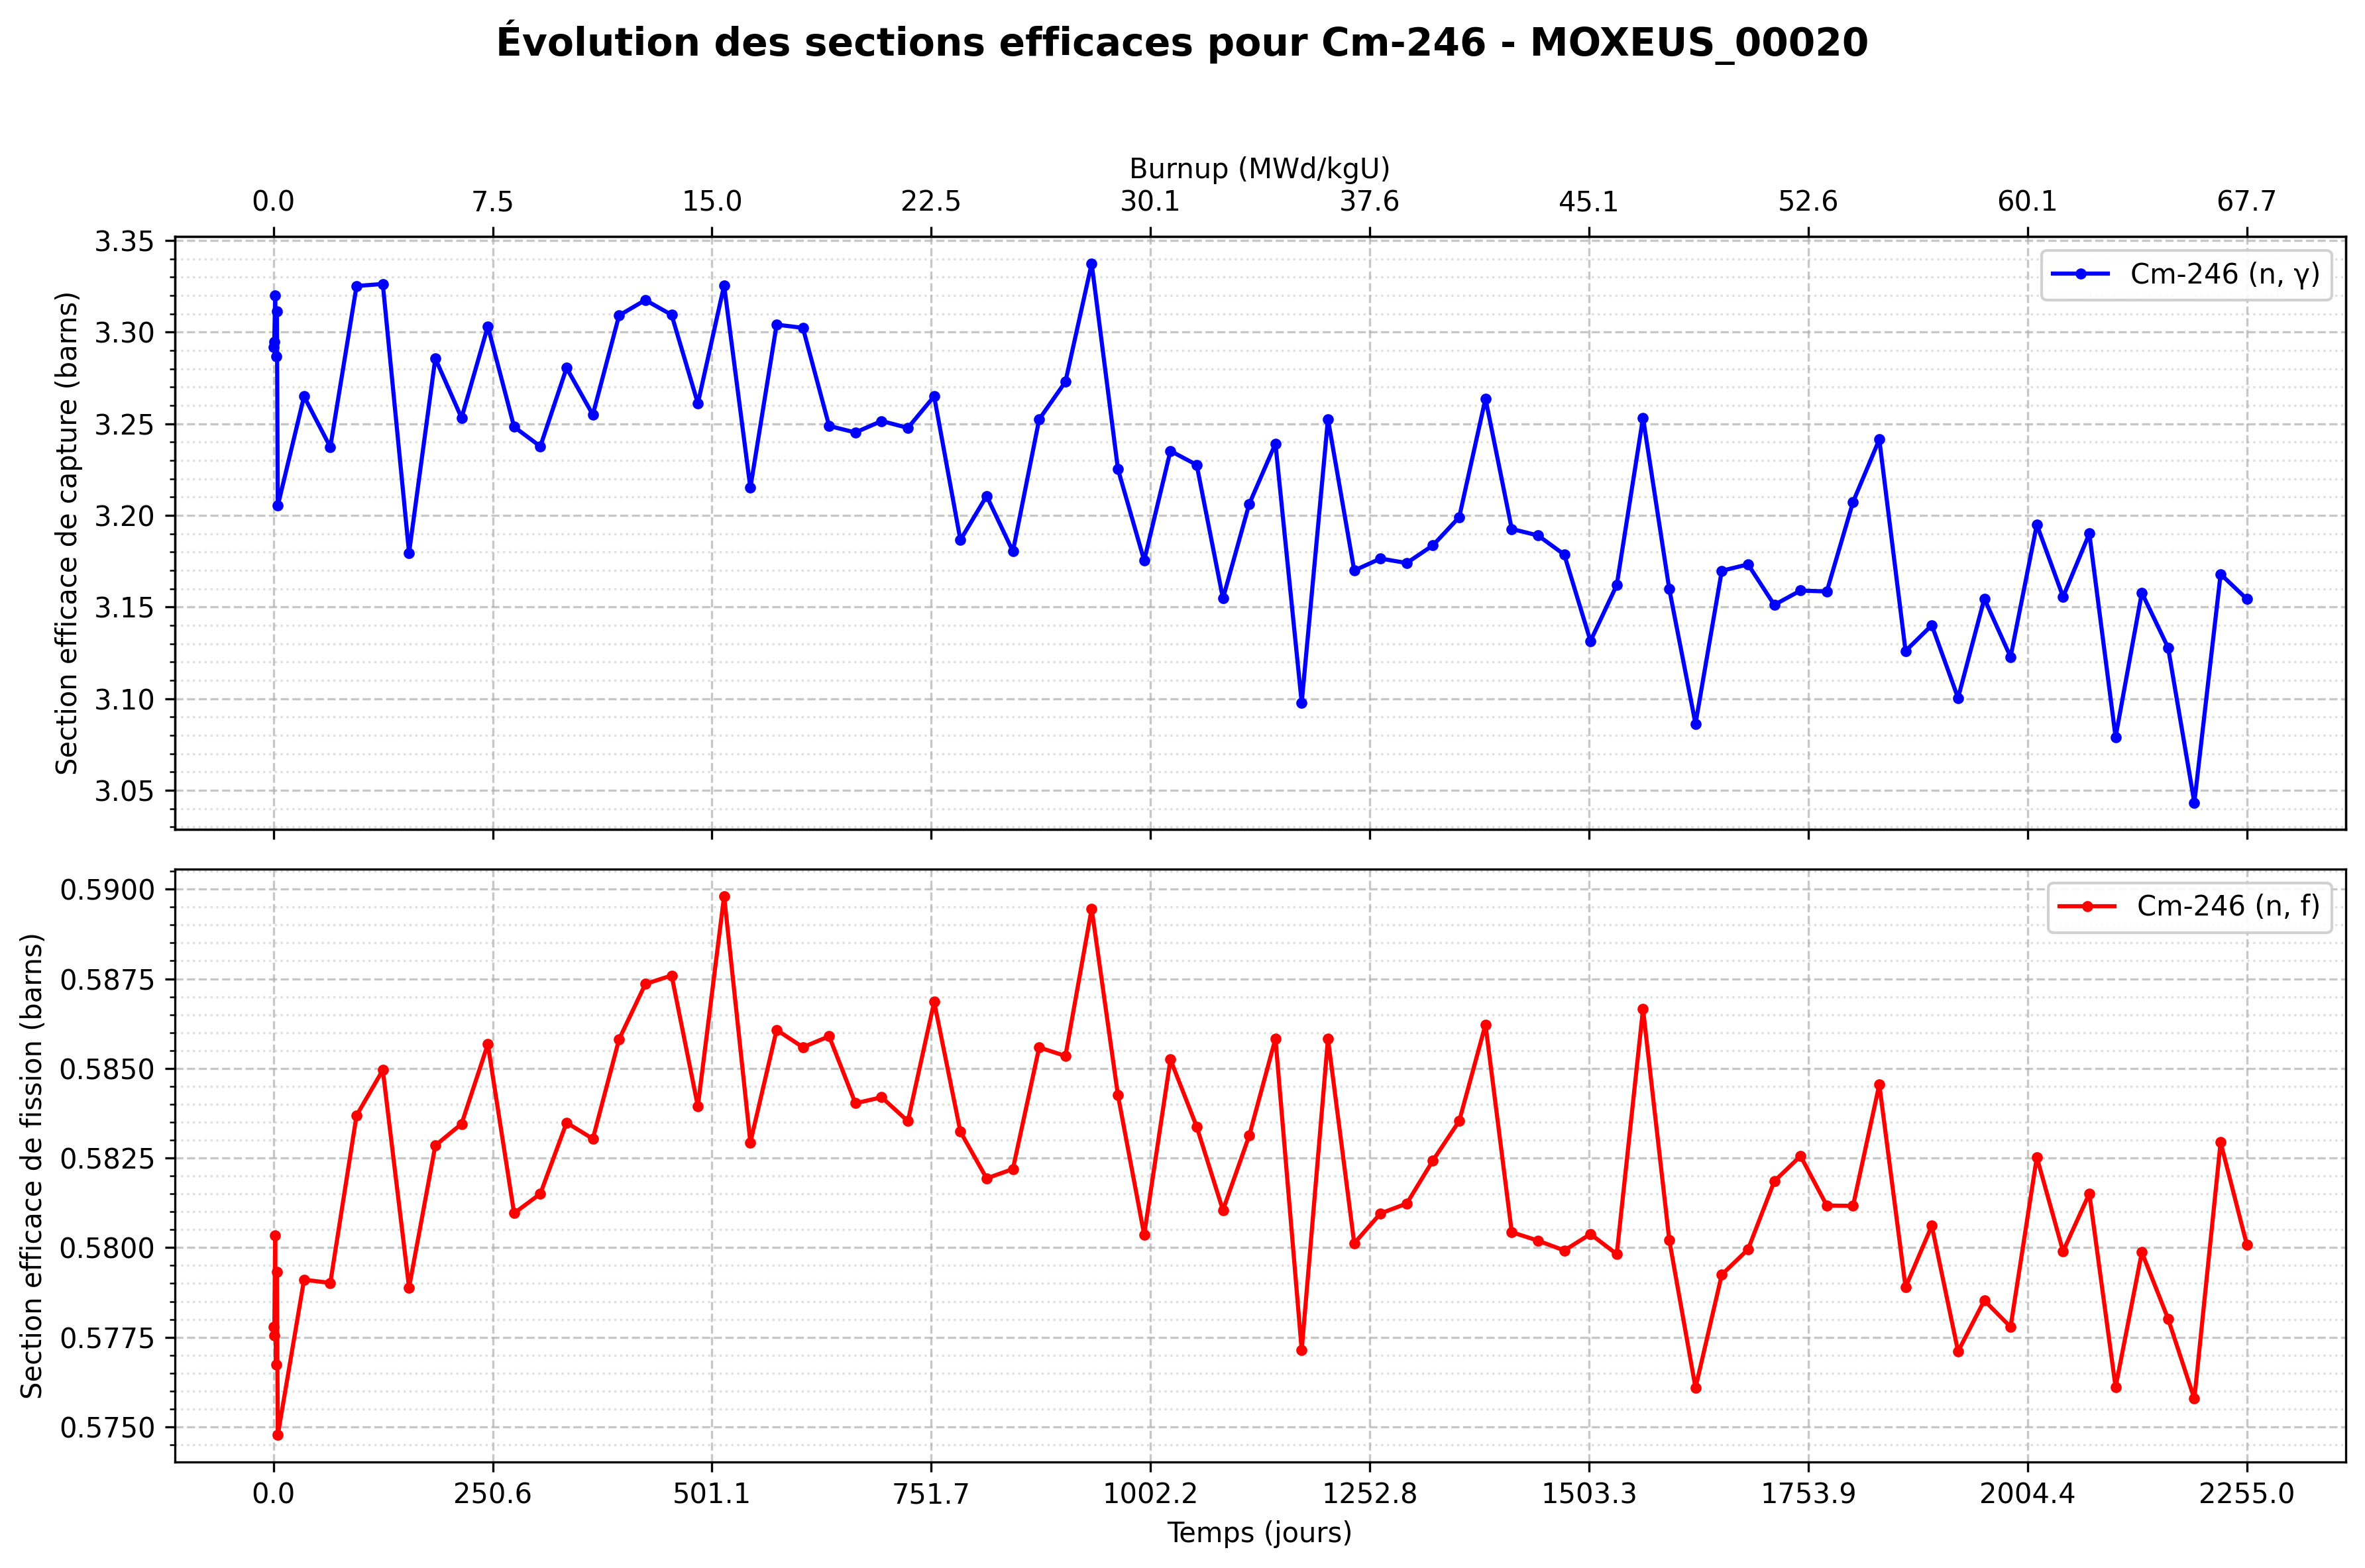 Évolution des sections efficaces pour Cm-246 - MOXEUS_00020
Burnup (MWd/kgU)
0.0 7.5 15.0 22.5 30.1 37.6 45.1 52.6 60.1 67.7
Section efficace de capture (barns)
3.35
3.30
3.25
3.20
3.15
3.10
3.05
Cm-246 (n, γ)
Section efficace de fission (barns)
0.5900
0.5875
0.5850
0.5825
0.5800
0.5775
0.5750
Cm-246 (n, f)
0.0 250.6 501.1 751.7 1002.2 1252.8 1503.3 1753.9 2004.4 2255.0
Temps (jours)